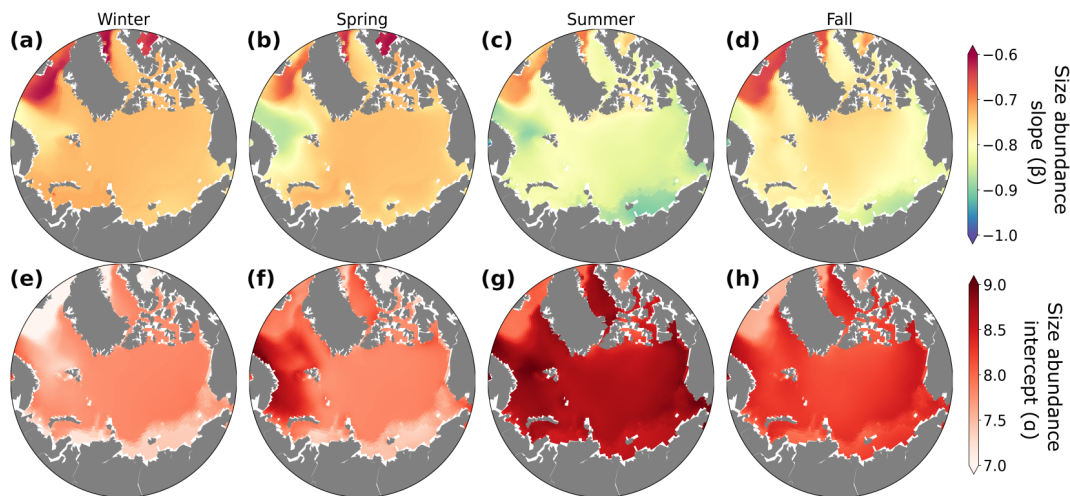 Winter Spring Summer Fall
(a) (b) (c) (d)
−0.6
−0.7
−0.8
−0.9
−1.0
Size abundance
slope (β)
(e) (f) (g) (h)
9.0
8.5
8.0
7.5
7.0
Size abundance
intercept (α)